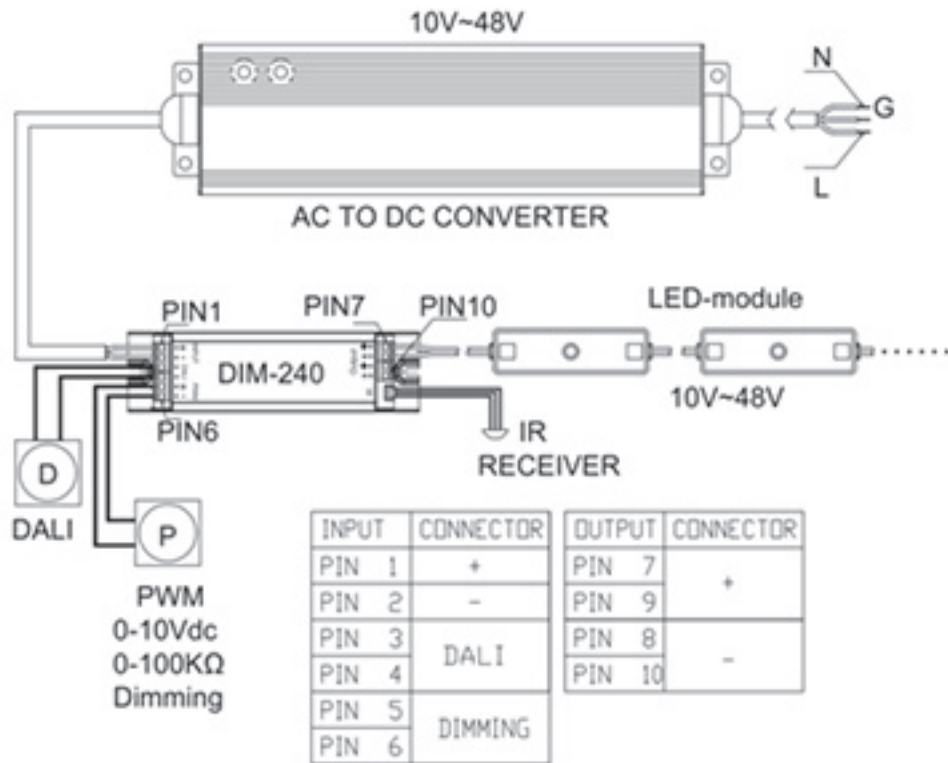 10V~48V
N
G
L
AC TO DC CONVERTER
PIN1
PIN7
PIN10
LED-module
DIM-240
10V~48V
PIN6
IR
RECEIVER
D
DALI
P
PWM
0-10Vdc
0-100KΩ
Dimming
INPUT CONNECTOR
PIN 1 +
PIN 2 -
PIN 3
DALI
PIN 4
PIN 5
DIMMING
PIN 6
OUTPUT CONNECTOR
PIN 7
+
PIN 9
PIN 8
-
PIN 10